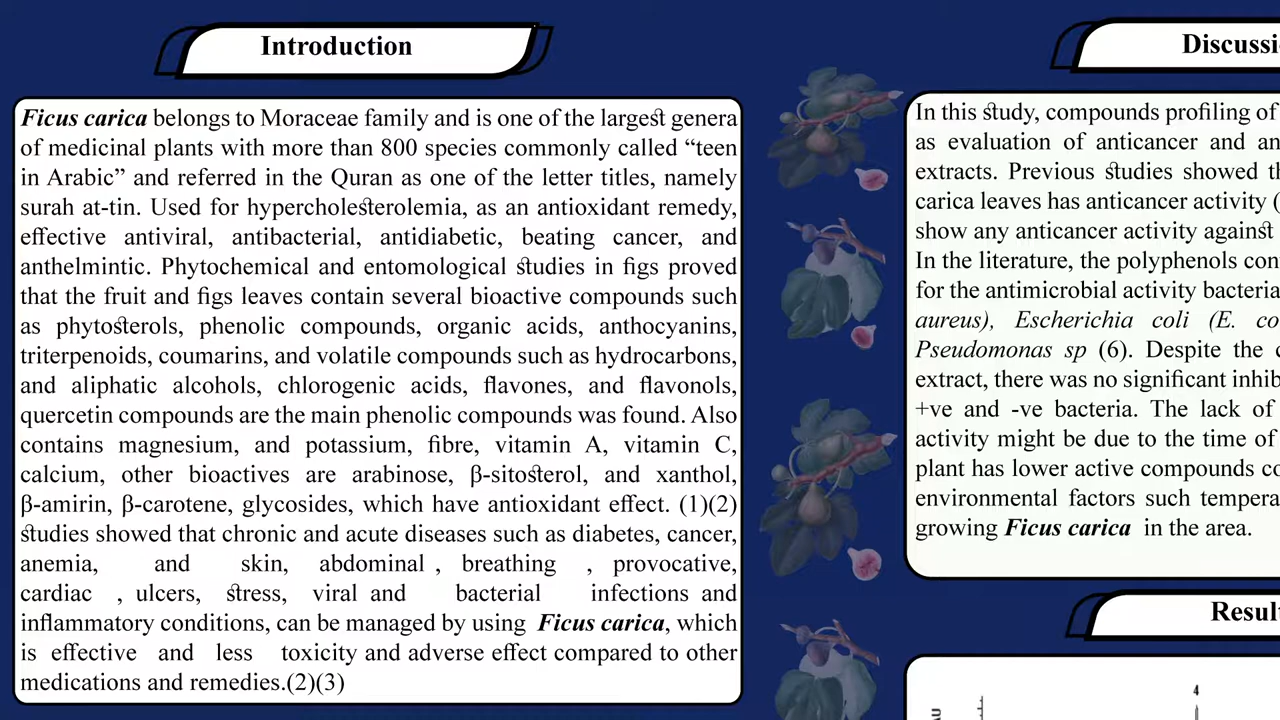 Introduction
Ficus carica belongs to Moraceae family and is one of the largest genera
of medicinal plants with more than 800 species commonly called “teen
in Arabic” and referred in the Quran as one of the letter titles, namely
surah at-tin. Used for hypercholesterolemia, as an antioxidant remedy,
effective antiviral, antibacterial, antidiabetic, beating cancer, and
anthelmintic. Phytochemical and entomological studies in figs proved
that the fruit and figs leaves contain several bioactive compounds such
as phytosterols, phenolic compounds, organic acids, anthocyanins,
triterpenoids, coumarins, and volatile compounds such as hydrocarbons,
and aliphatic alcohols, chlorogenic acids, flavones, and flavonols,
quercetin compounds are the main phenolic compounds was found. Also
contains magnesium, and potassium, fibre, vitamin A, vitamin C,
calcium, other bioactives are arabinose, β-sitosterol, and xanthol,
β-amirin, β-carotene, glycosides, which have antioxidant effect. (1)(2)
studies showed that chronic and acute diseases such as diabetes, cancer,
anemia, and skin, abdominal , breathing , provocative,
cardiac , ulcers, stress, viral and bacterial infections and
inflammatory conditions, can be managed by using Ficus carica, which
is effective and less toxicity and adverse effect compared to other
medications and remedies.(2)(3)
Discussi
In this study, compounds profiling of
as evaluation of anticancer and an
extracts. Previous studies showed th
carica leaves has anticancer activity (
show any anticancer activity against
In the literature, the polyphenols con
for the antimicrobial activity bacteria
aureus), Escherichia coli (E. co
Pseudomonas sp (6). Despite the c
extract, there was no significant inhib
+ve and -ve bacteria. The lack of
activity might be due to the time of
plant has lower active compounds co
environmental factors such tempera
growing Ficus carica in the area.
Resul
4
AU